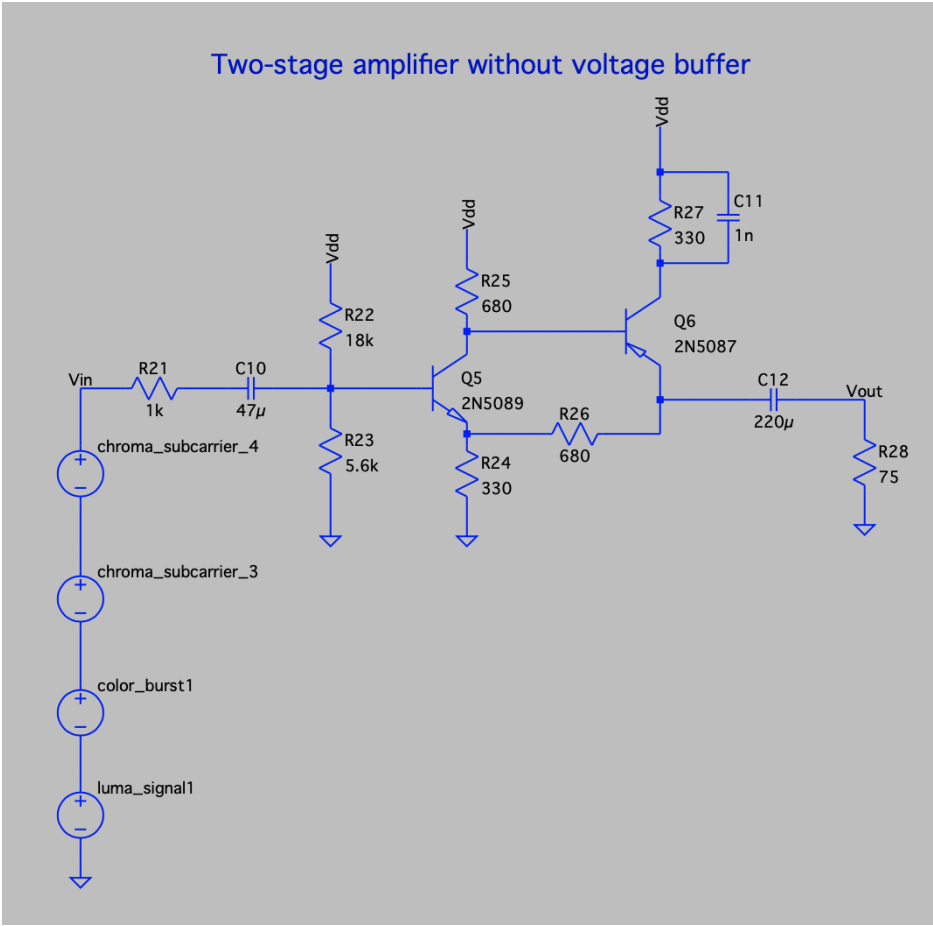 Two-stage amplifier without voltage buffer
Vdd
C11
R27
330
1n
Vdd
R25
680
Vdd
R22
18k
Q6
2N5087
Vin
R21
1k
C10
47µ
Q5
2N5089
C12
220µ
Vout
R26
680
R23
5.6k
R24
330
R28
75
chroma_subcarrier_4
chroma_subcarrier_3
color_burst1
luma_signal1